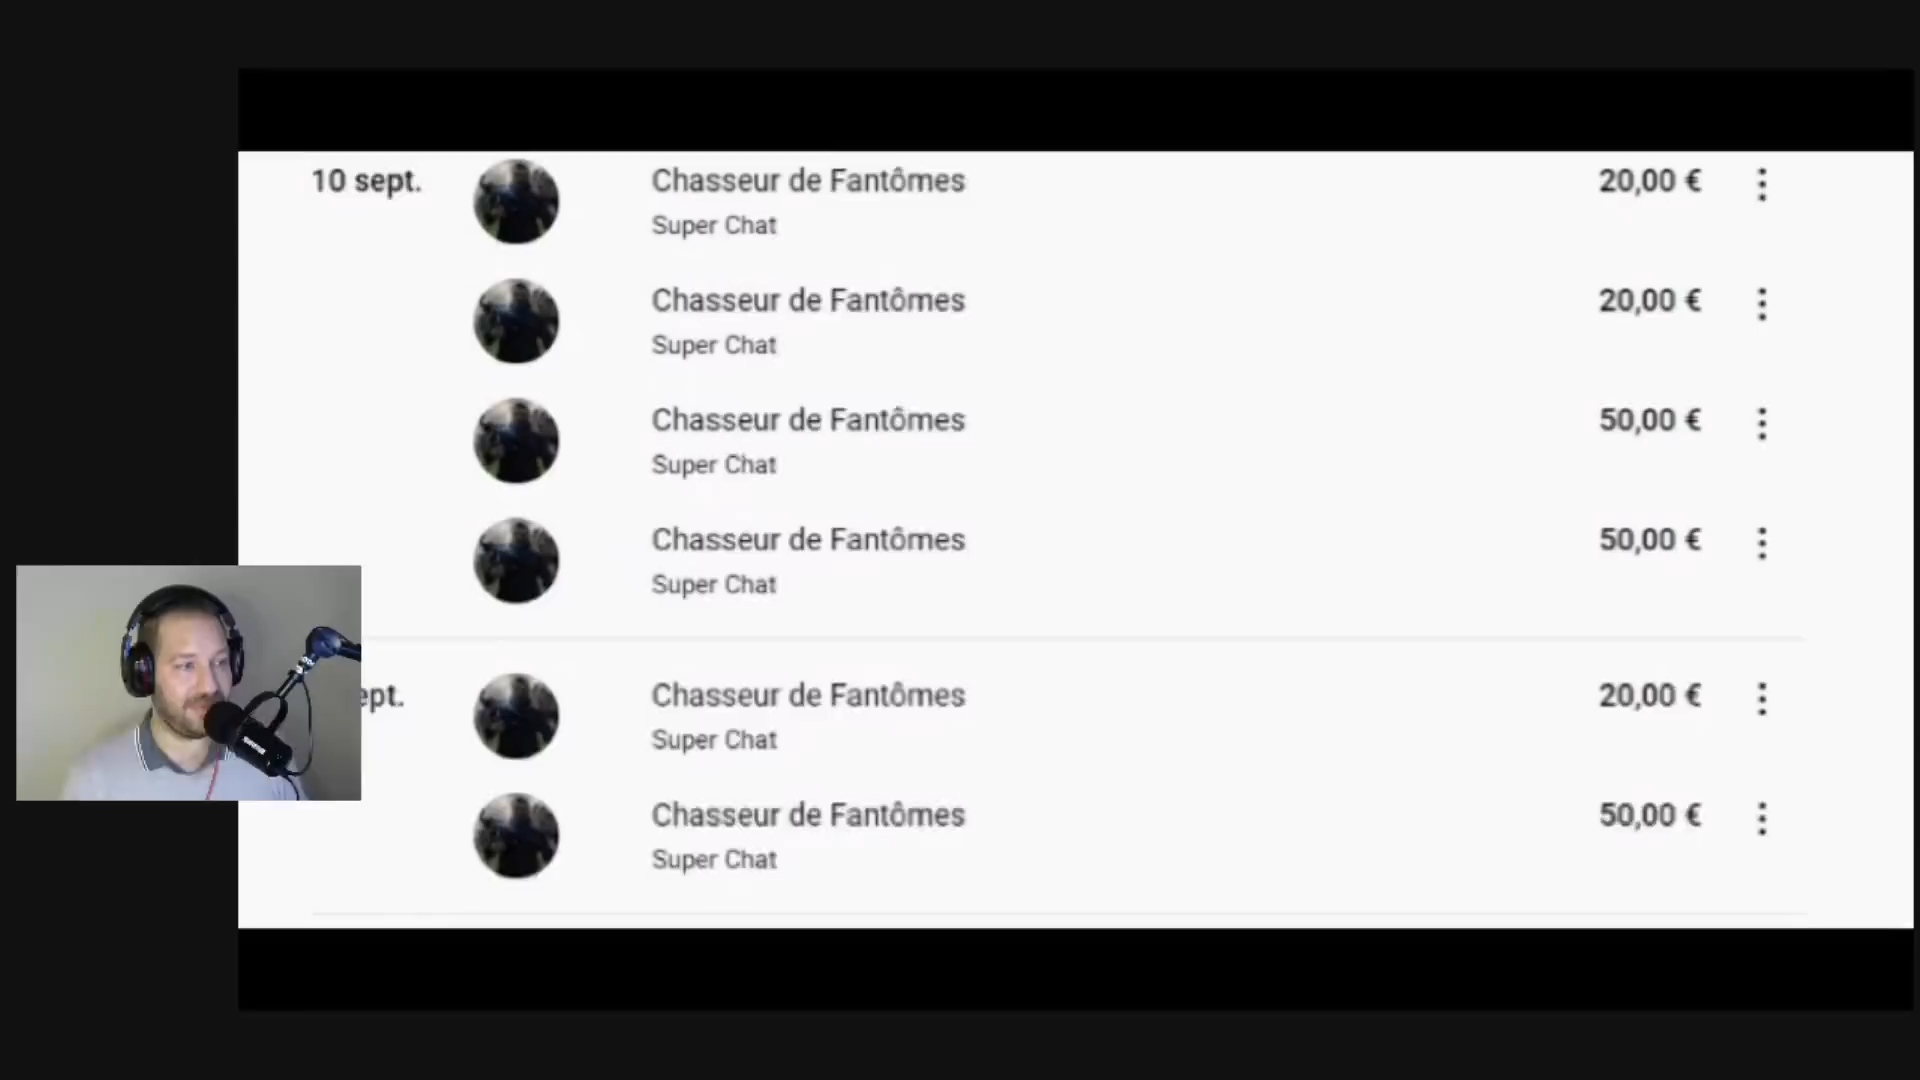 10 sept.
Chasseur de Fantômes
20,00 €
Super Chat
Chasseur de Fantômes
20,00 €
Super Chat
Chasseur de Fantômes
50,00 €
Super Chat
Chasseur de Fantômes
50,00 €
Super Chat
ept.
Chasseur de Fantômes
20,00 €
Super Chat
Chasseur de Fantômes
50,00 €
Super Chat